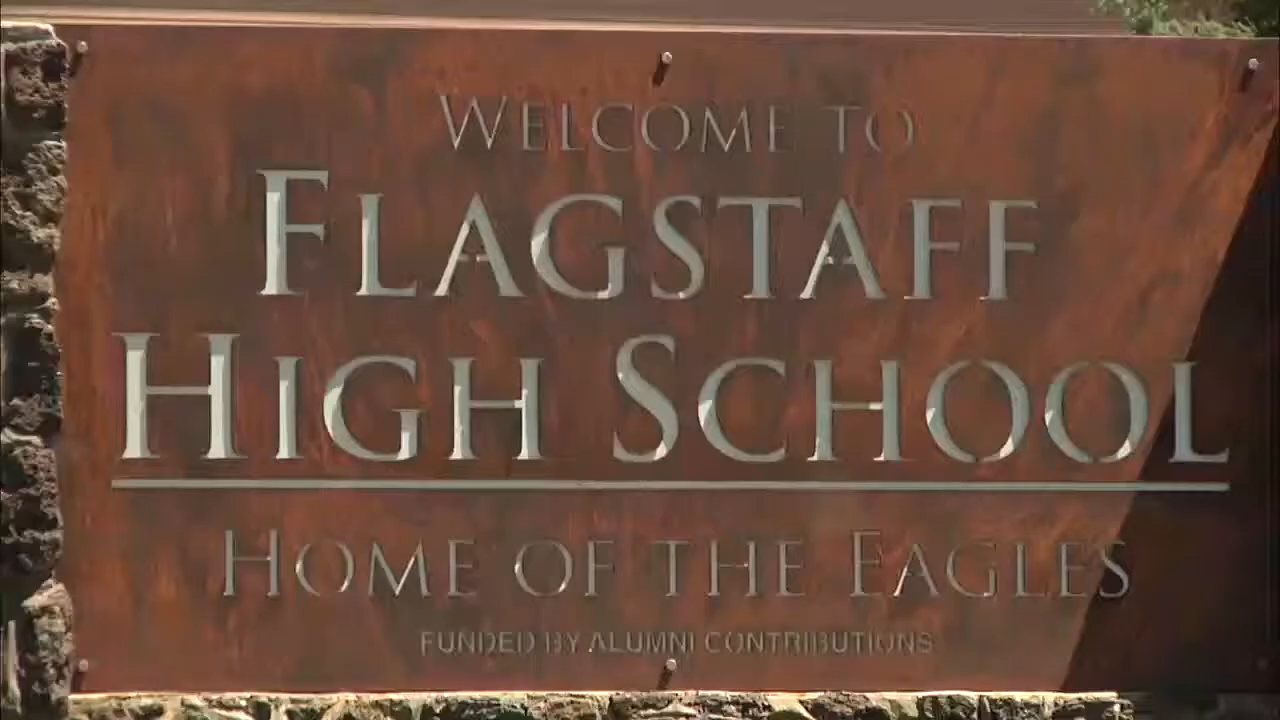 WELCOME TO
FLAGSTAFF
HIGH SCHOOL
HOME OF THE EAGLES
FUNDED BY ALUMNI CONTRIBUTIONS